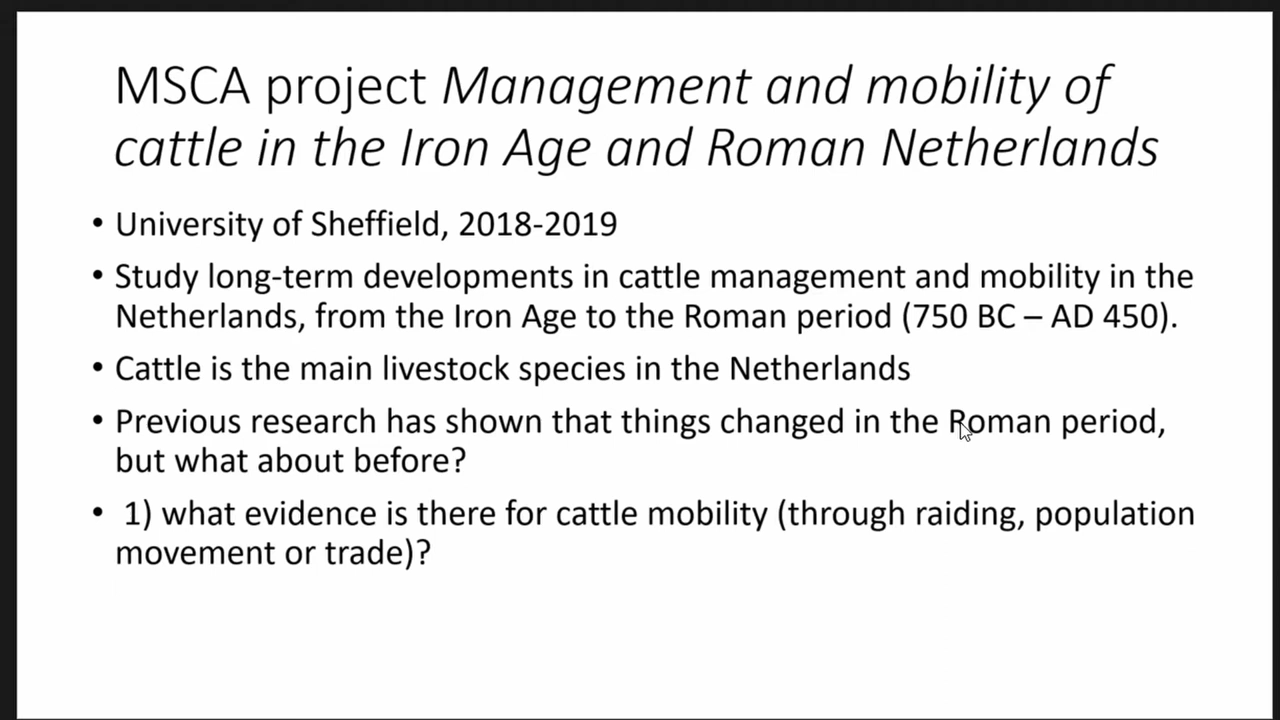 MSCA project Management and mobility of
cattle in the Iron Age and Roman Netherlands
• University of Sheffield, 2018-2019
• Study long-term developments in cattle management and mobility in the
Netherlands, from the Iron Age to the Roman period (750 BC – AD 450).
• Cattle is the main livestock species in the Netherlands
• Previous research has shown that things changed in the Roman period,
but what about before?
• 1) what evidence is there for cattle mobility (through raiding, population
movement or trade)?